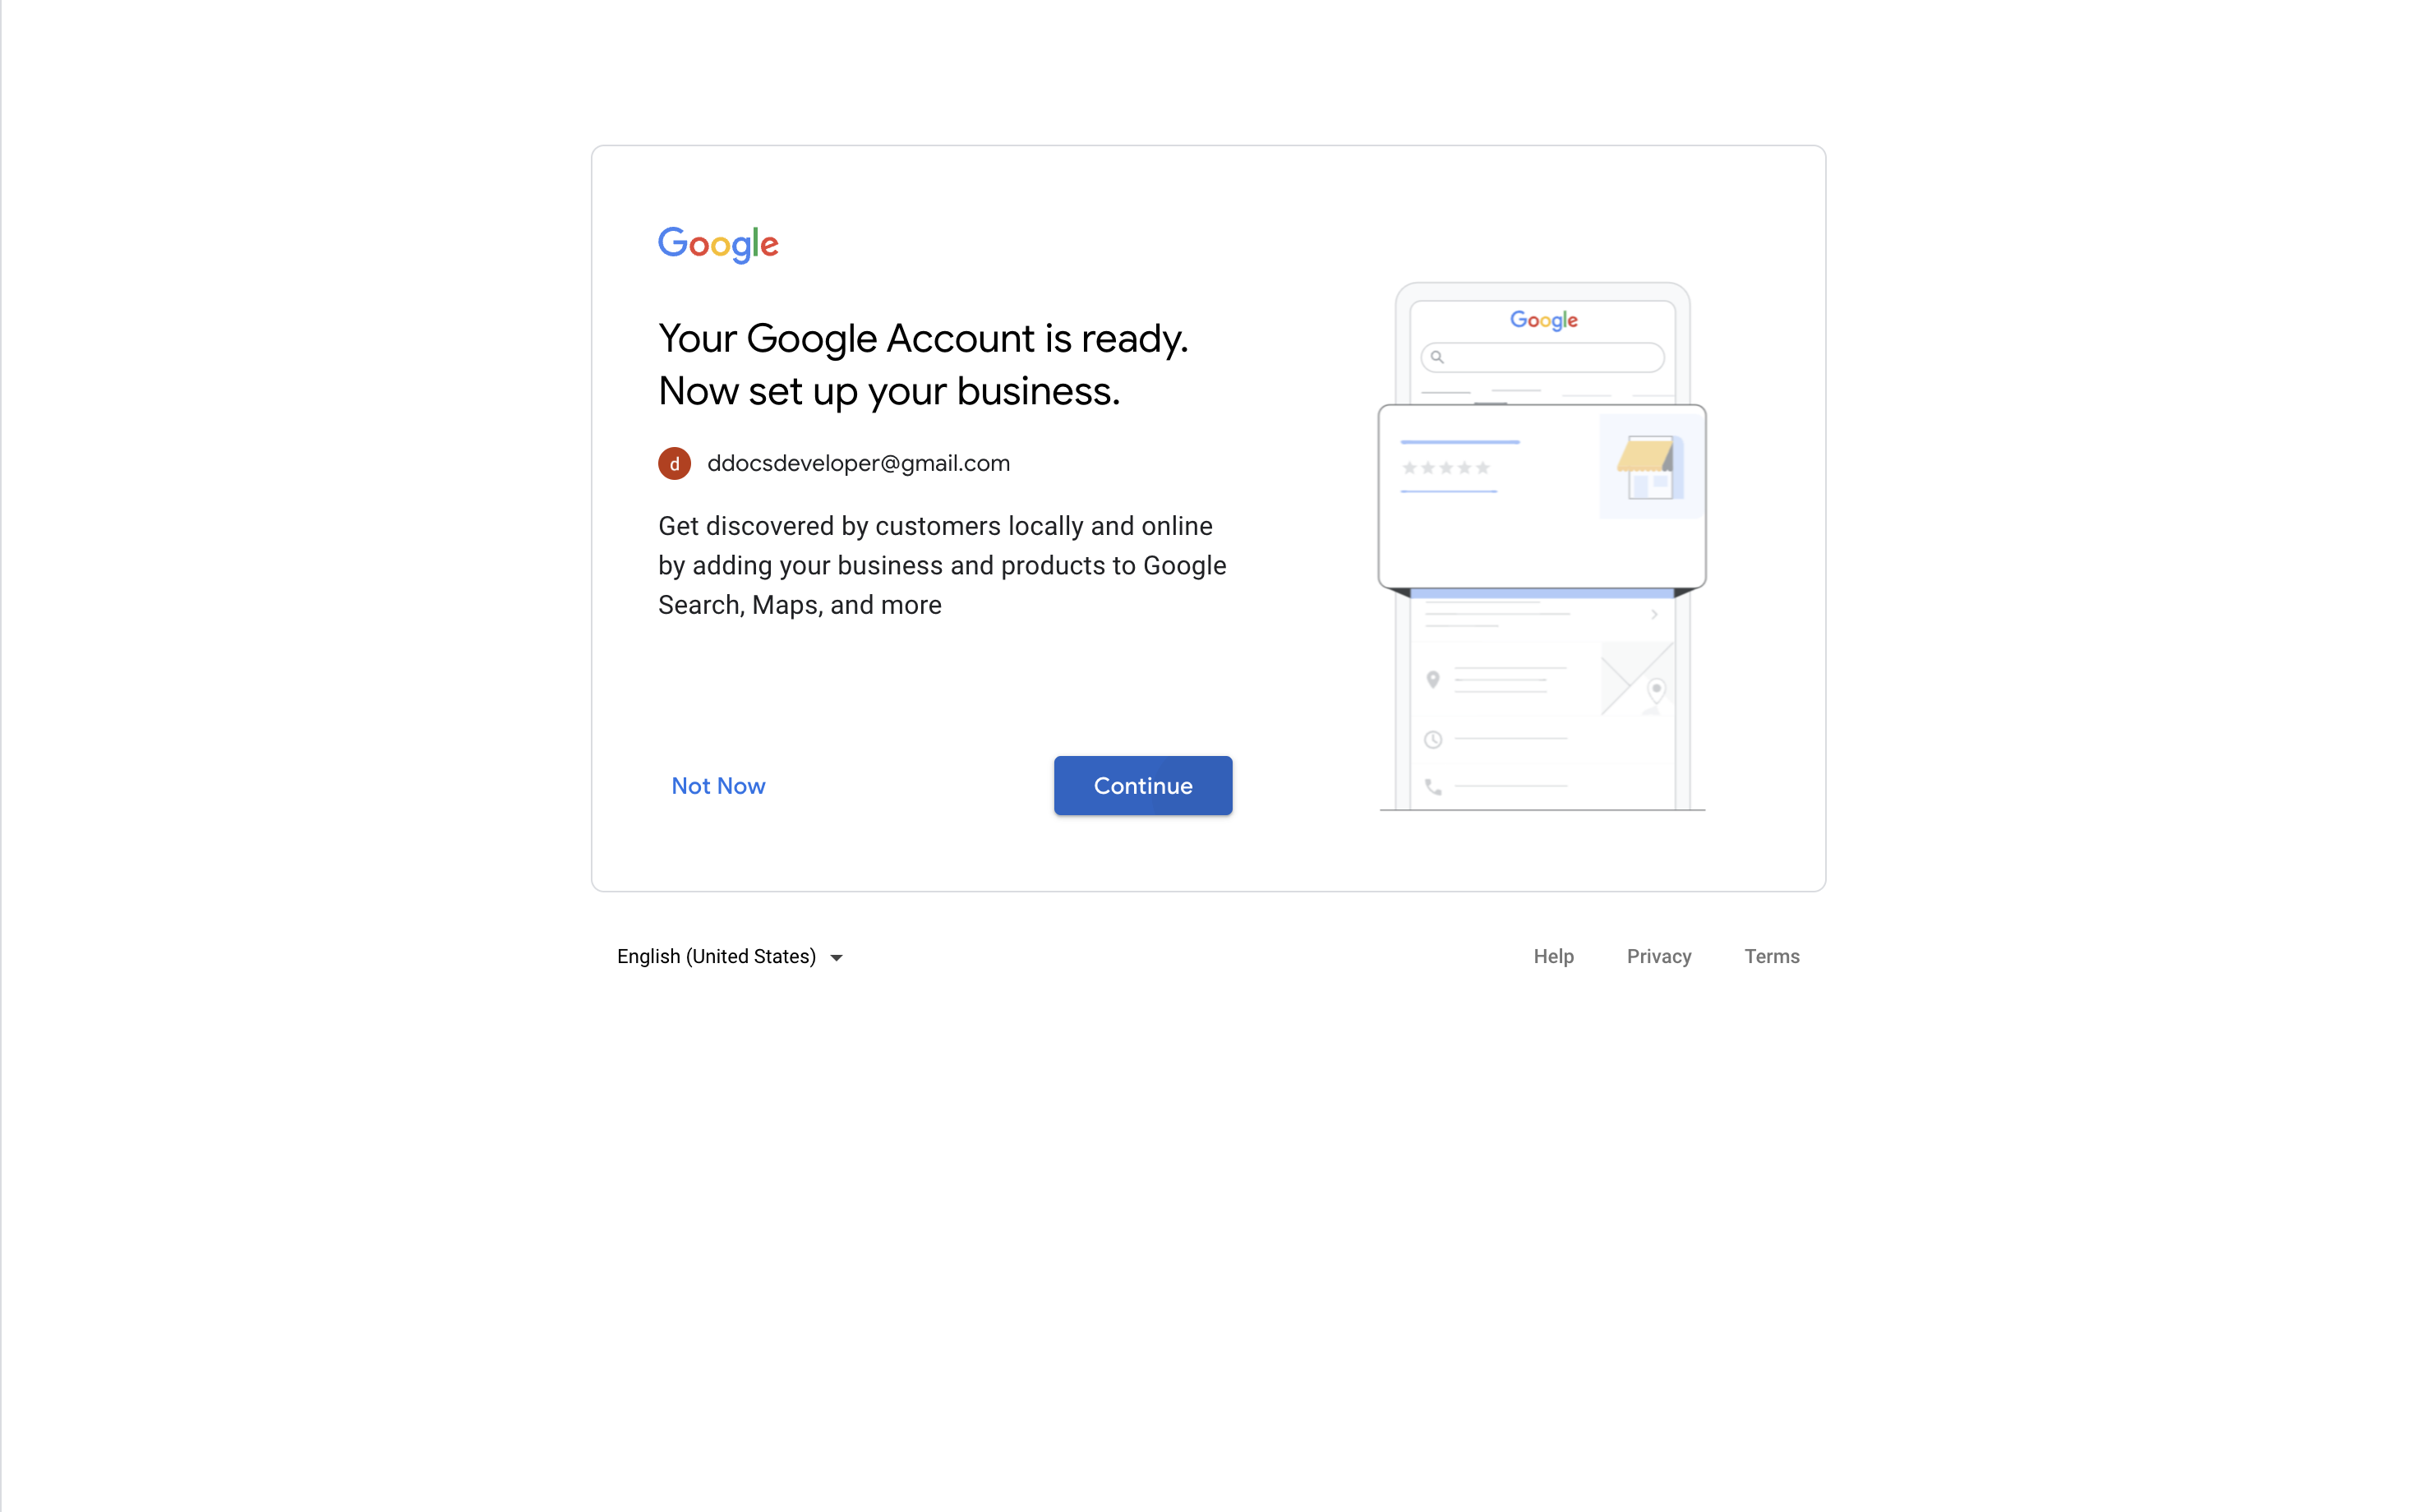 Google
Your Google Account is ready.
Now set up your business.
d
ddocsdeveloper@gmail.com
Get discovered by customers locally and online
by adding your business and products to Google
Search, Maps, and more
Not Now
Continue
Google
English (United States)
Help
Privacy
Terms